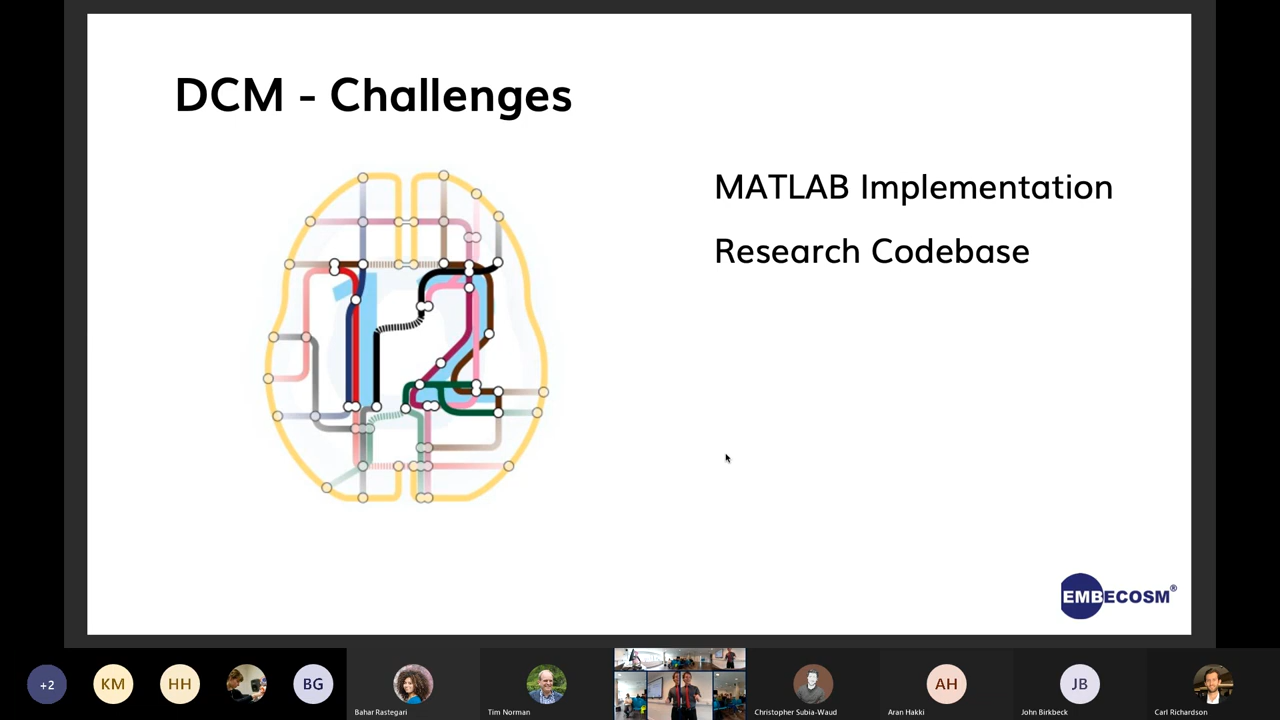 DCM - Challenges
MATLAB Implementation
Research Codebase
12
EMBECOSM®
+2
KM
HH
BG
Bahar Rastegari
Tim Norman
Christopher Subia-Waud
AH
Aran Hakki
JB
John Birkbeck
Carl Richardson